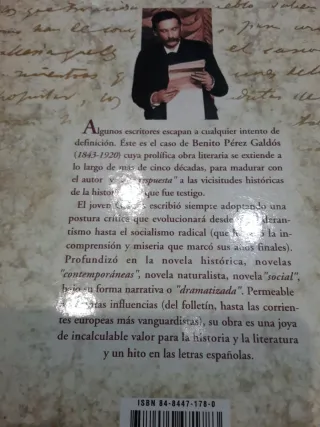 Algunos escritores escapan a cualquier intento de
definición. Éste es el caso de Benito Pérez Galdós
(1843-1920) cuya prolífica obra literaria se extiende a
lo largo de más de cinco décadas, para madurar con
el autor y "respuesta" a las vicisitudes históricas
de la histor que fue testigo.
El joven escribió siempre adoptando una
postura crítica que evolucionará desde
tismo hasta el socialismo radical (que la in-
comprensión y miseria que marcó sus años finales).
Profundizó en la novela histórica, novelas
"contemporáneas", novela naturalista, novela "social",
bajo su forma narrativa o "dramatizada". Permeable
a tantas influencias (del folletín, hasta las corrien-
tes europeas más vanguardistas), su obra es una joya
de incalculable valor para la historia y la literatura
y un hito en las letras españolas.
ISBN 84-8447-178-0